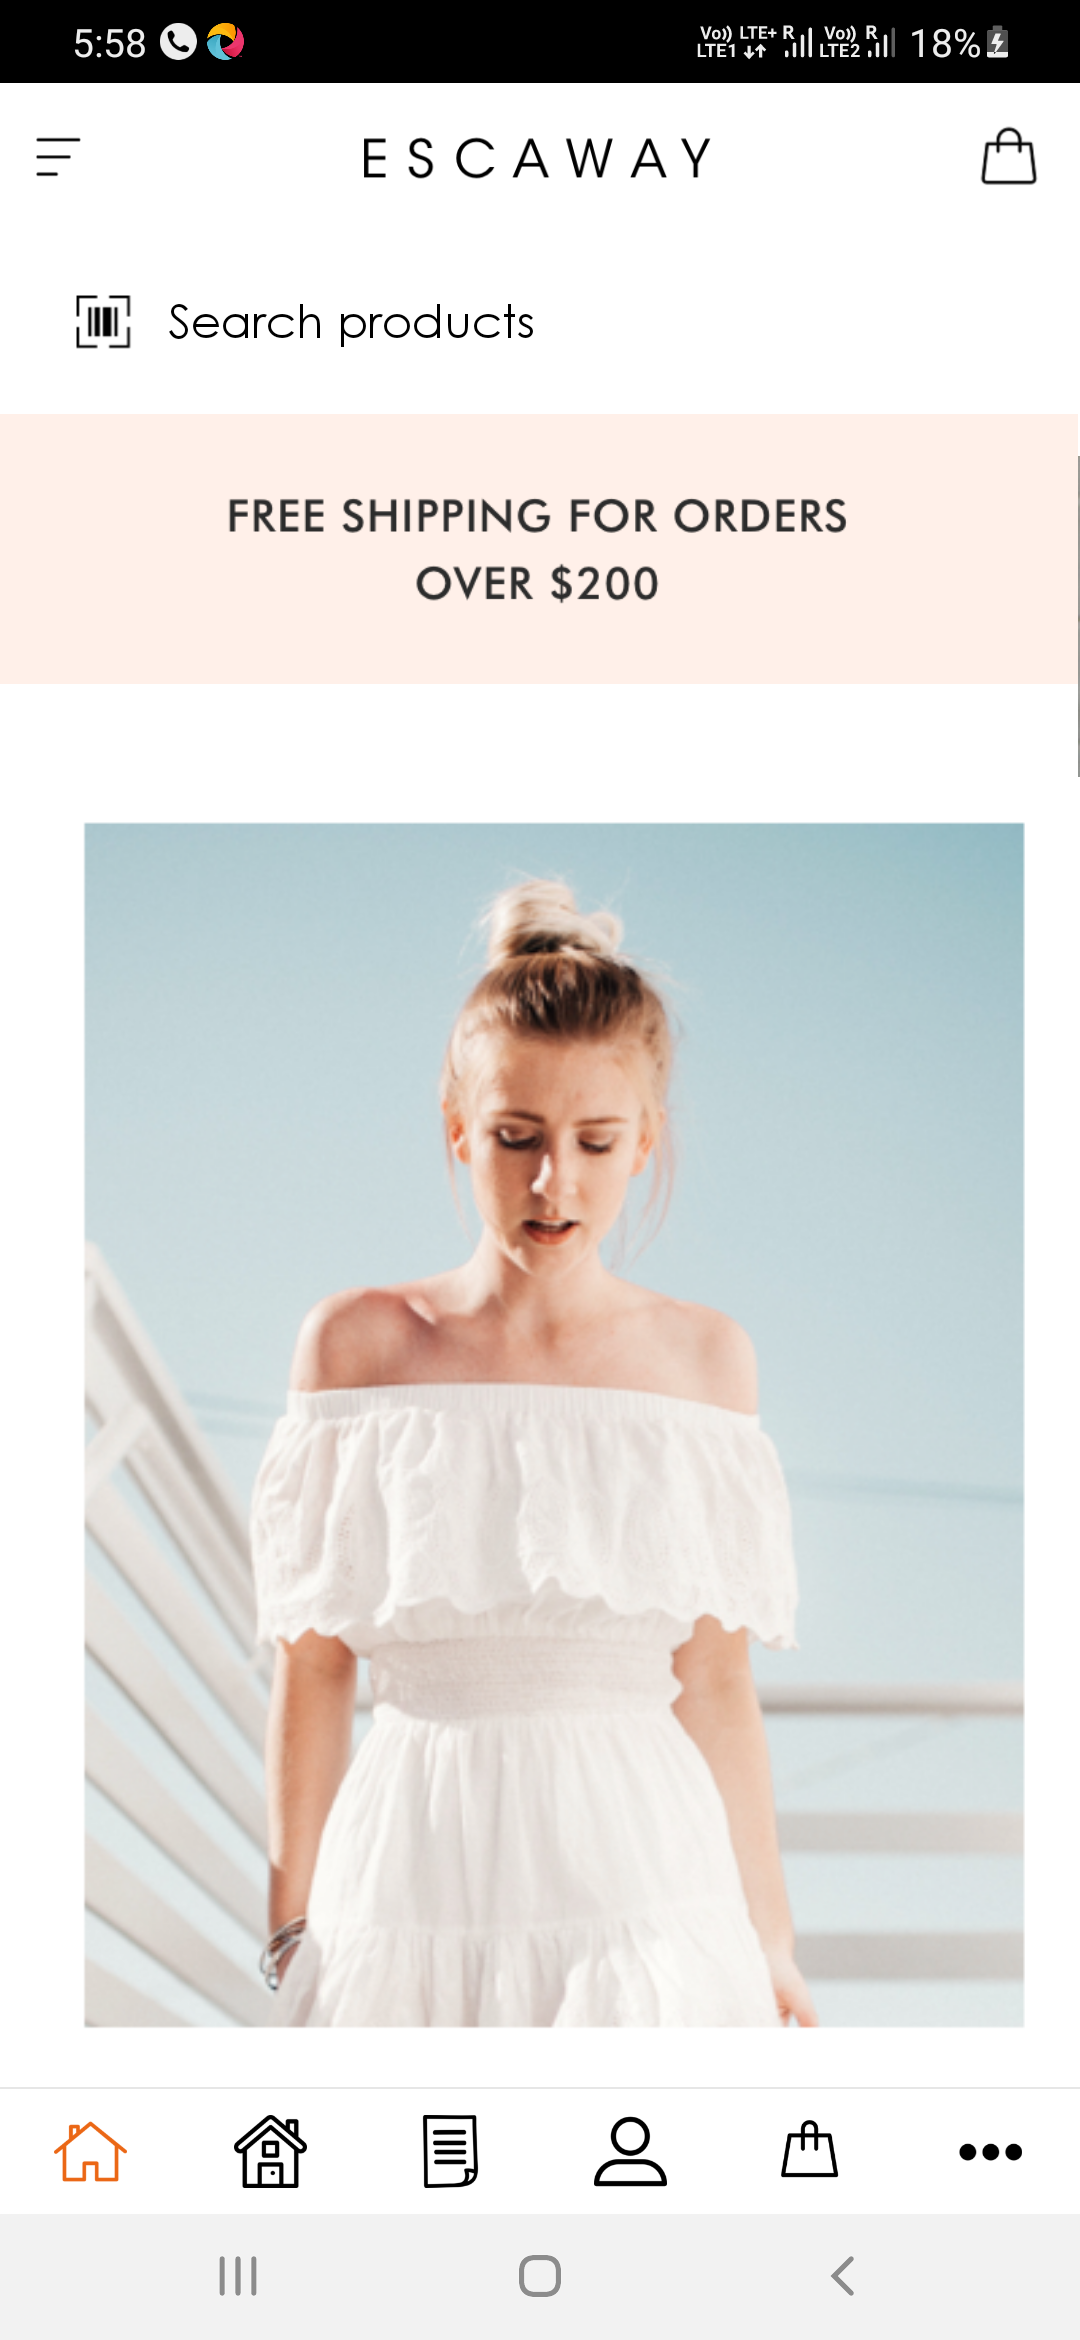 5:58
Vo)) LTE+ R Vo)) R 18%
LTE1 LTE2
ESCAWAY
Search products
FREE SHIPPING FOR ORDERS
OVER $200